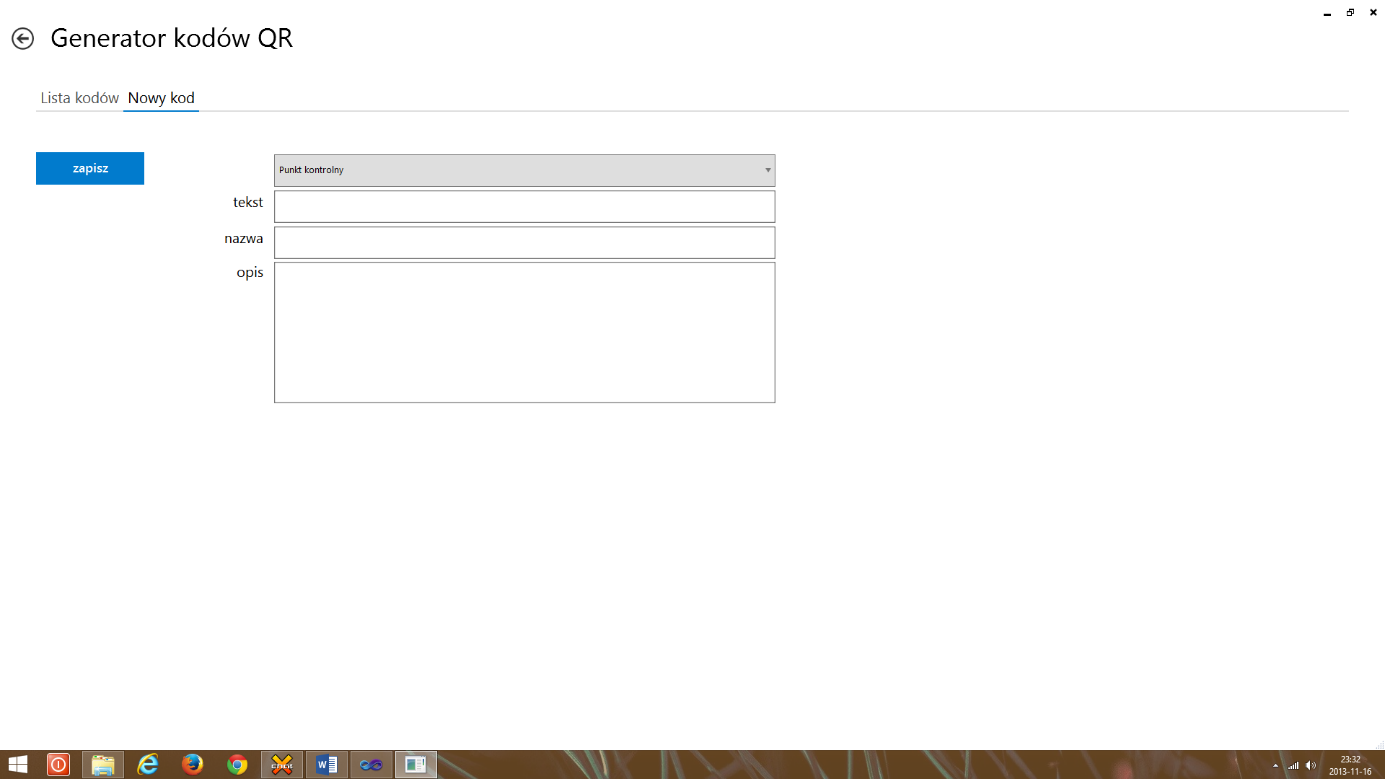 Generator kodów QR
Lista kodów Nowy kod
zapisz
Punkt kontrolny
tekst
nazwa
opis
23:32
2013-11-16